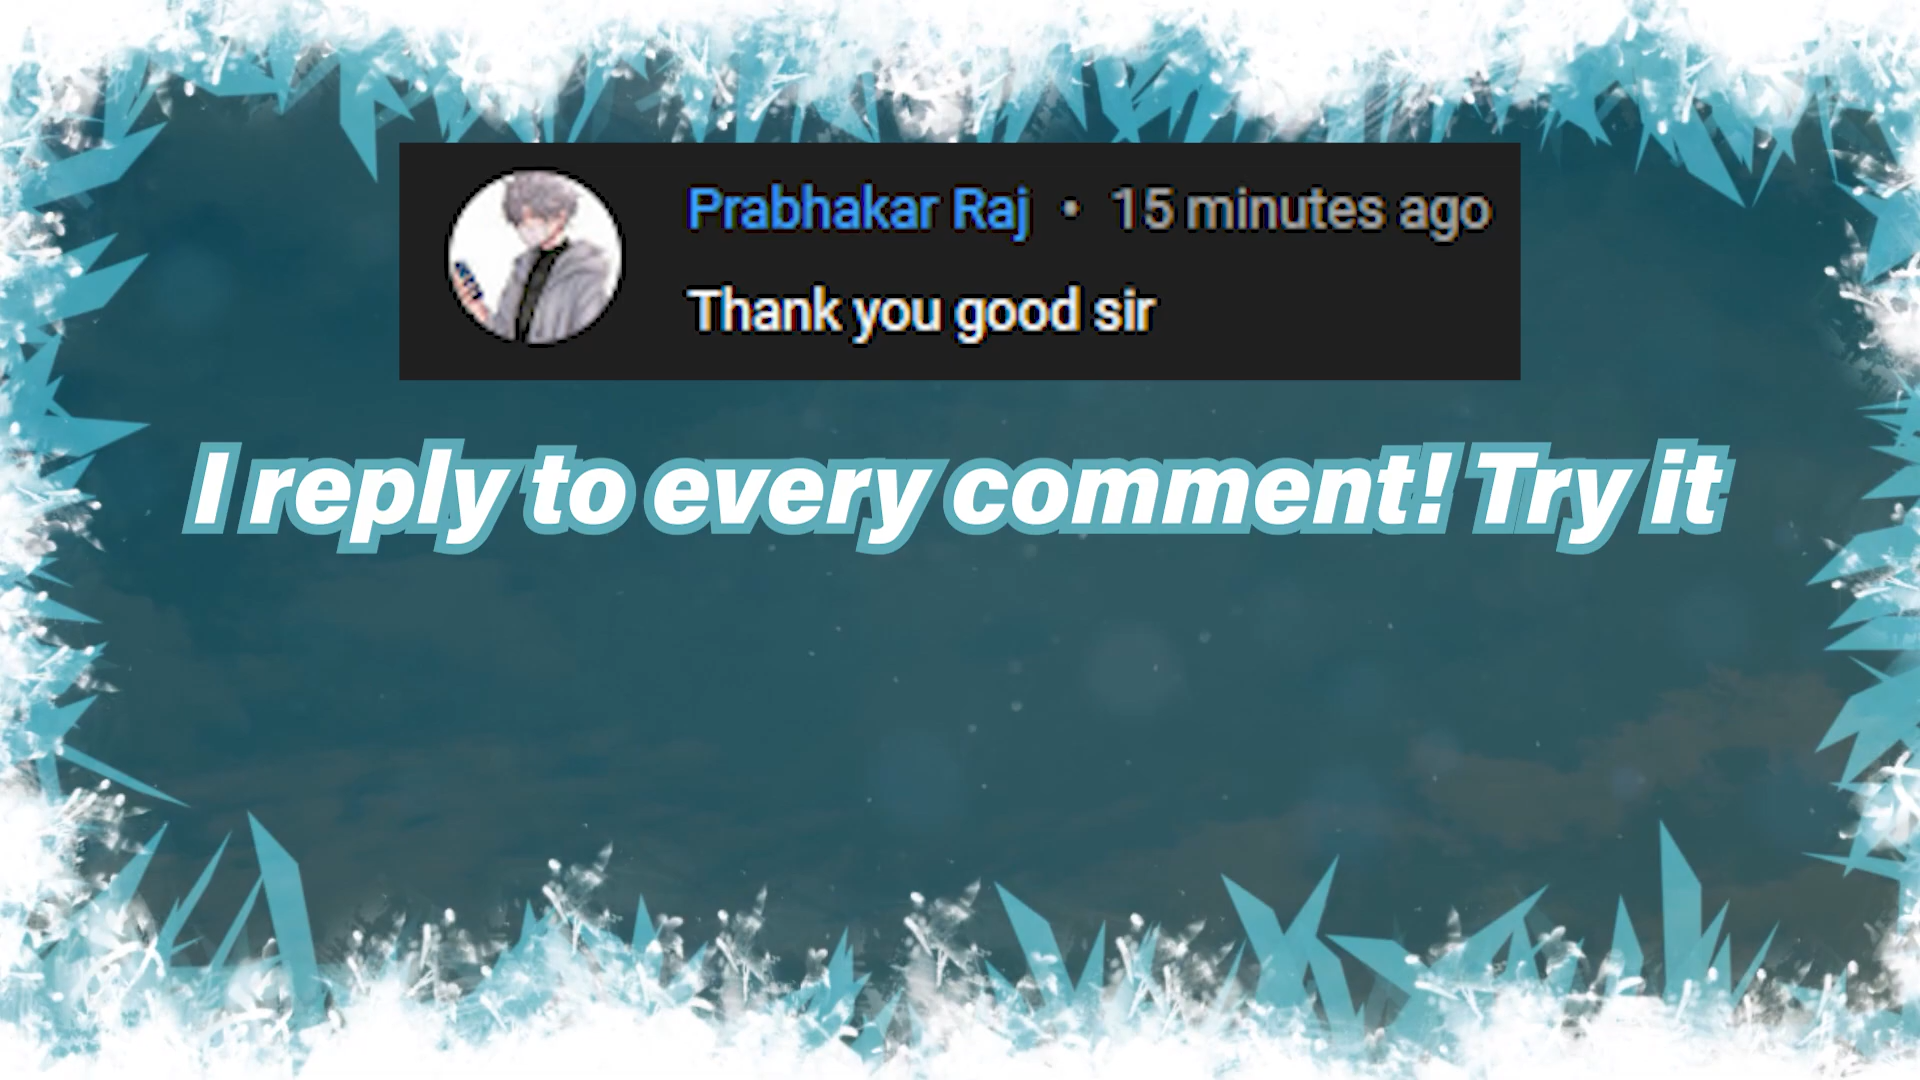 Prabhakar Raj • 15 minutes ago
Thank you good sir
I reply to every comment! Try it